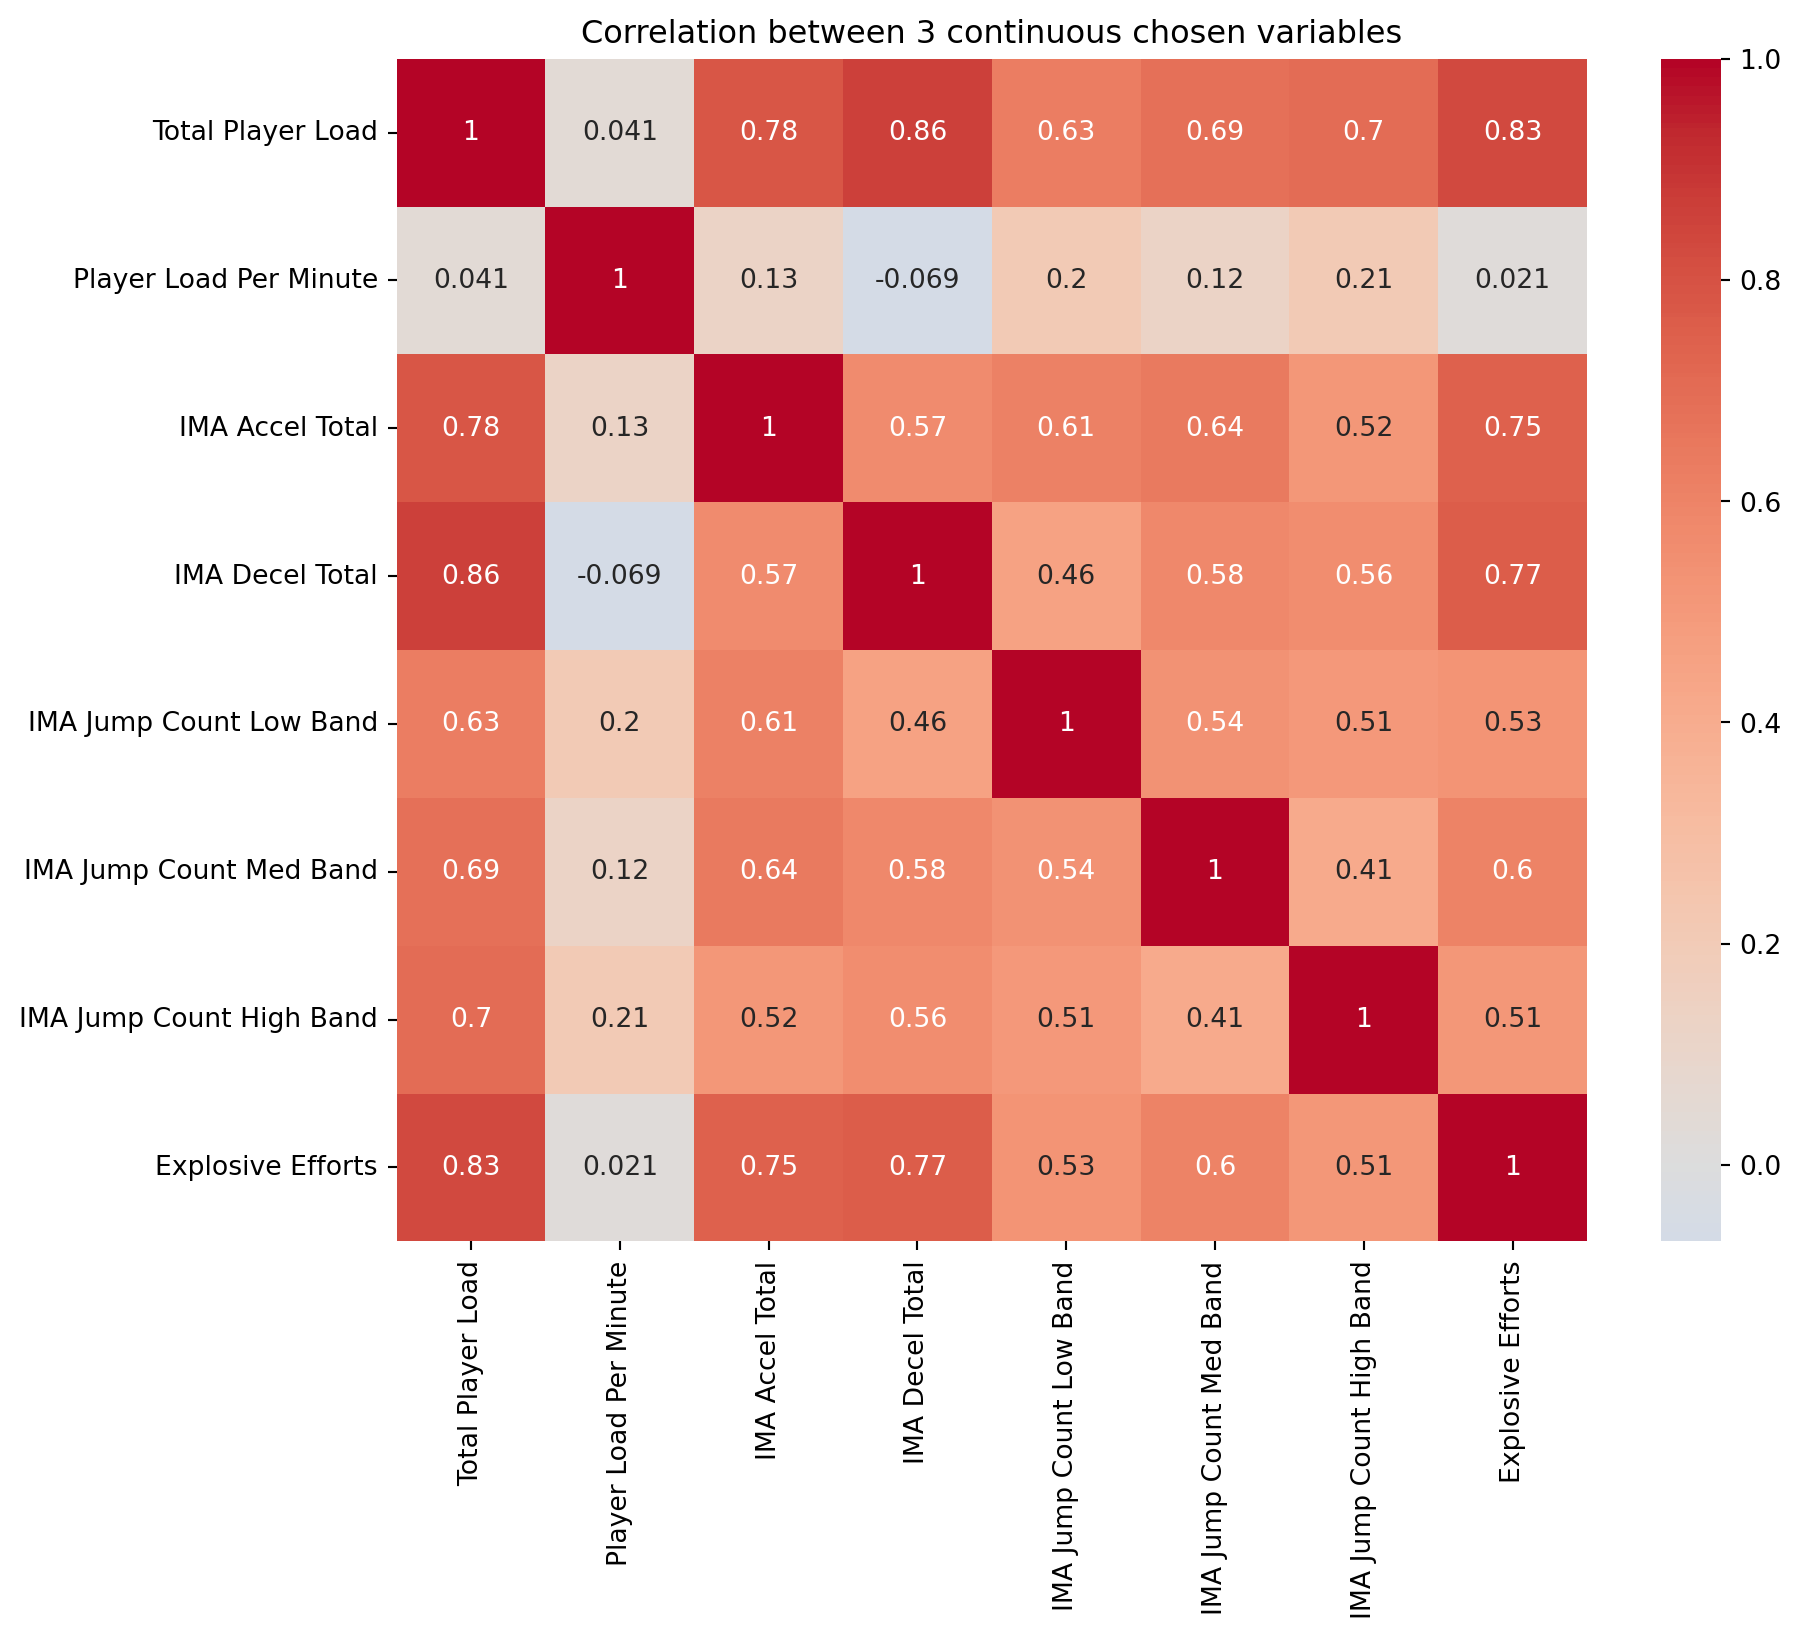 Correlation between 3 continuous chosen variables
Total Player Load 1 0.041 0.78 0.86 0.63 0.69 0.7 0.83
Player Load Per Minute 0.041 1 0.13 -0.069 0.2 0.12 0.21 0.021
IMA Accel Total 0.78 0.13 1 0.57 0.61 0.64 0.52 0.75
IMA Decel Total 0.86 -0.069 0.57 1 0.46 0.58 0.56 0.77
IMA Jump Count Low Band 0.63 0.2 0.61 0.46 1 0.54 0.51 0.53
IMA Jump Count Med Band 0.69 0.12 0.64 0.58 0.54 1 0.41 0.6
IMA Jump Count High Band 0.7 0.21 0.52 0.56 0.51 0.41 1 0.51
Explosive Efforts 0.83 0.021 0.75 0.77 0.53 0.6 0.51 1
Total Player Load
Player Load Per Minute
IMA Accel Total
IMA Decel Total
IMA Jump Count Low Band
IMA Jump Count Med Band
IMA Jump Count High Band
Explosive Efforts
1.0
0.8
0.6
0.4
0.2
0.0